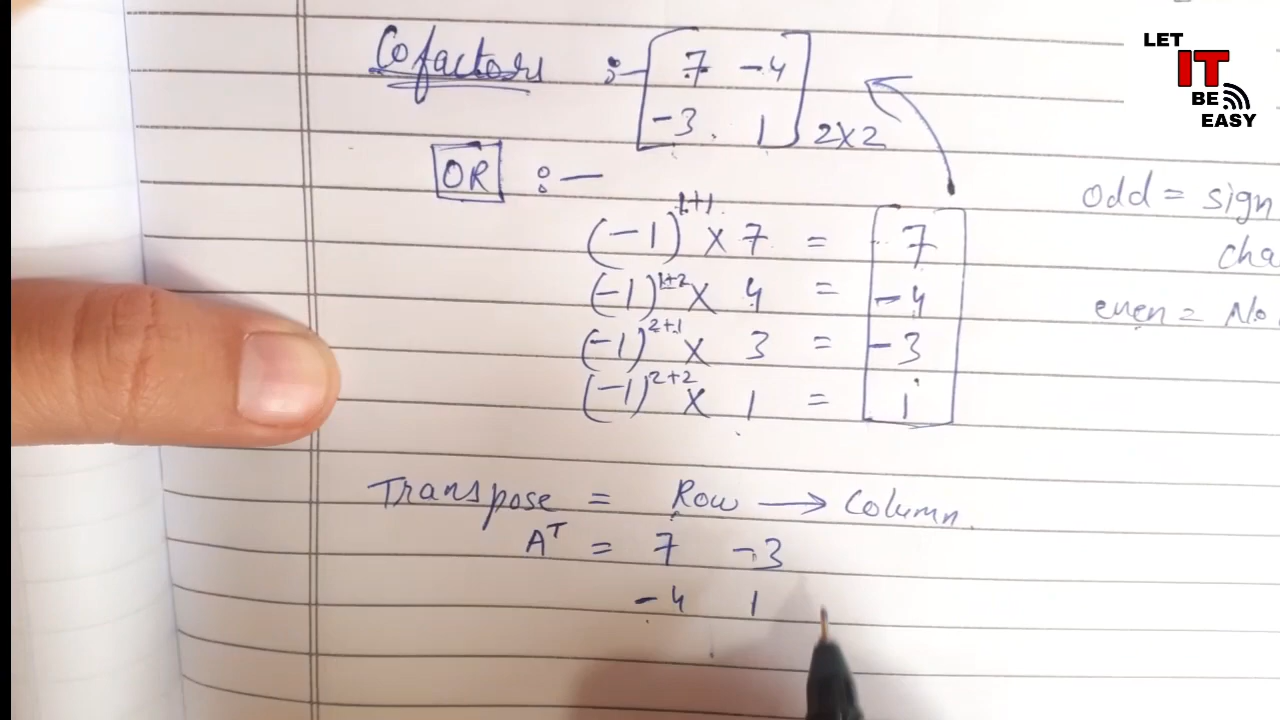 LET
IT
BE
EASY
Cofactors :- [ 7 -4
-3 1 ] 2x2
OR :-
odd = sign
cha
(-1)^1+1 x 7 = 7
(-1)^1+2 x 4 = -4
even = No
(-1)^2+1 x 3 = -3
(-1)^2+2 x 1 = 1
Transpose = Row → Column.
A^T = 7 -3
-4 1